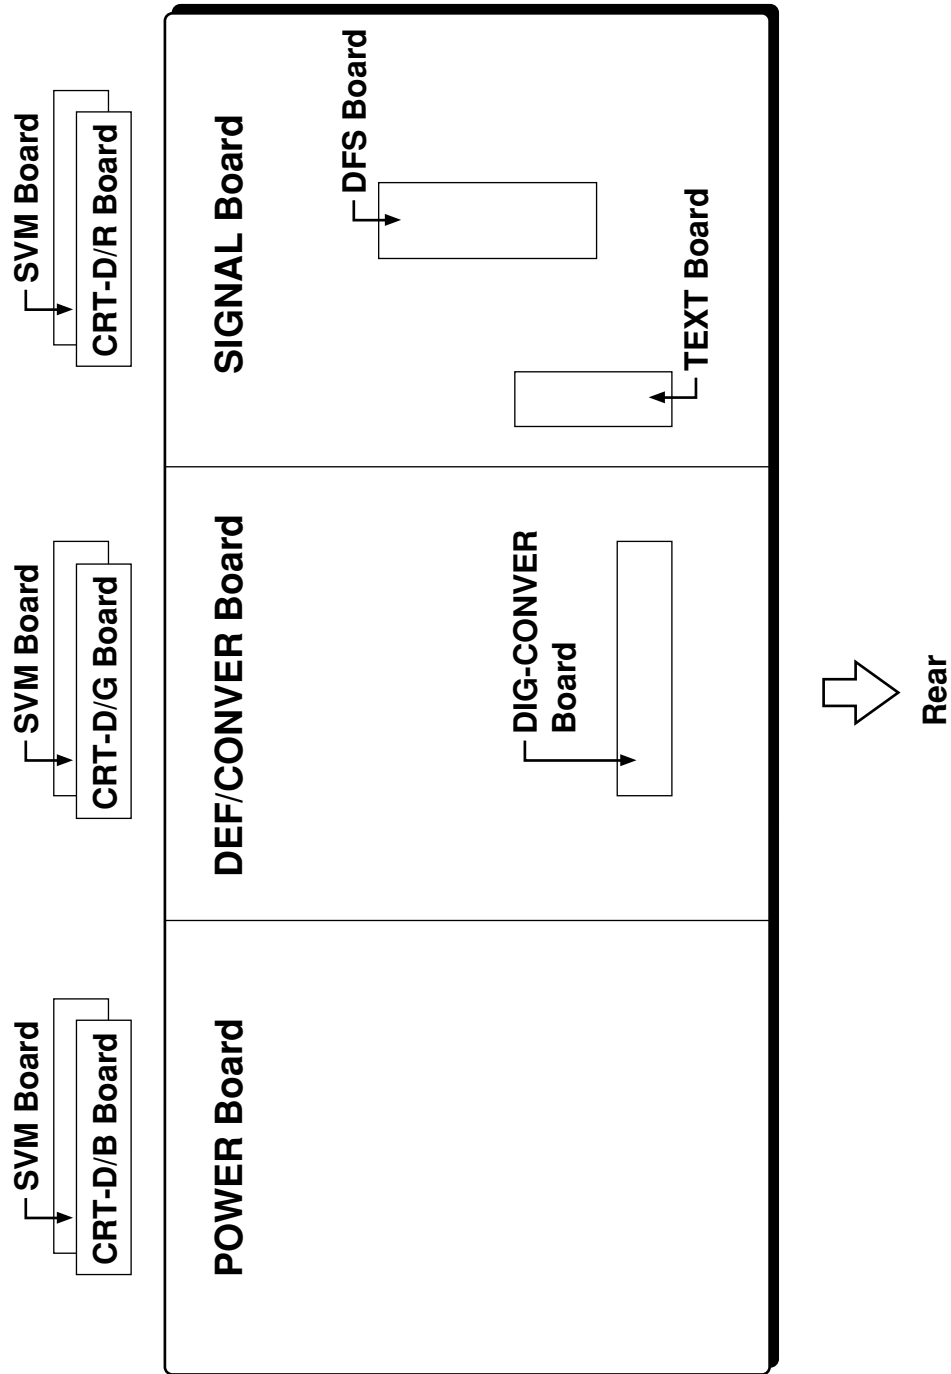 SVM Board
SVM Board
SVM Board
CRT-D/B Board
CRT-D/G Board
CRT-D/R Board
POWER Board
DEF/CONVER Board
SIGNAL Board
DFS Board
DIG-CONVER
Board
TEXT Board
Rear